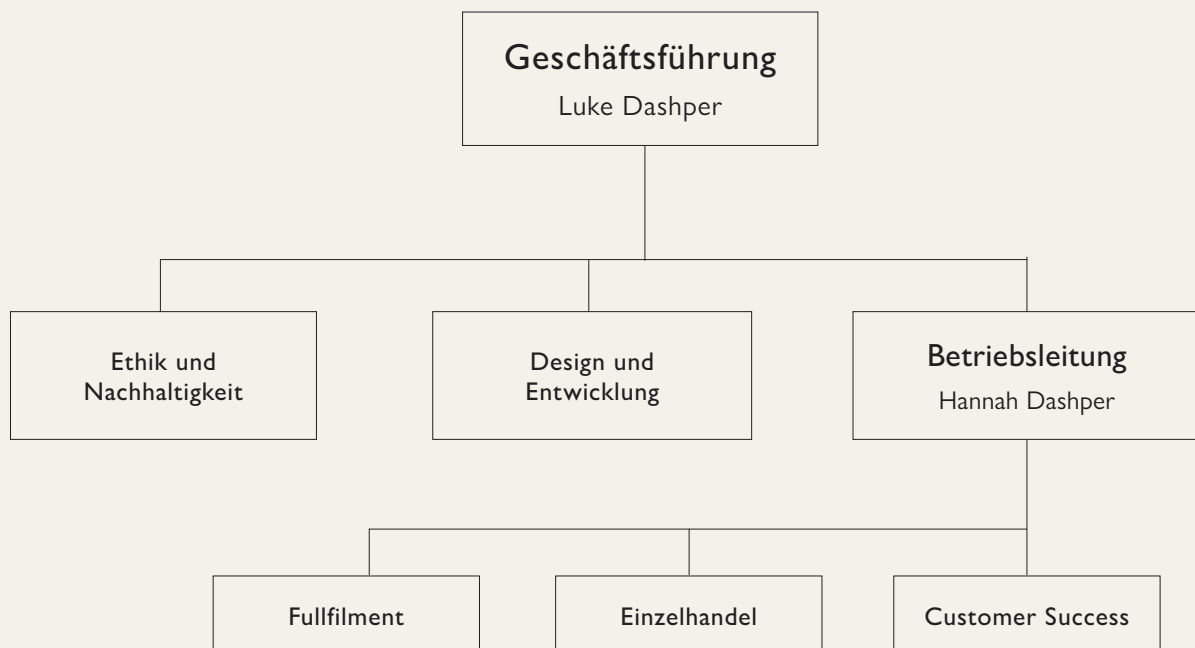 Geschäftsführung
Luke Dashper
Ethik und
Nachhaltigkeit
Design und
Entwicklung
Betriebsleitung
Hannah Dashper
Fullfilment
Einzelhandel
Customer Success